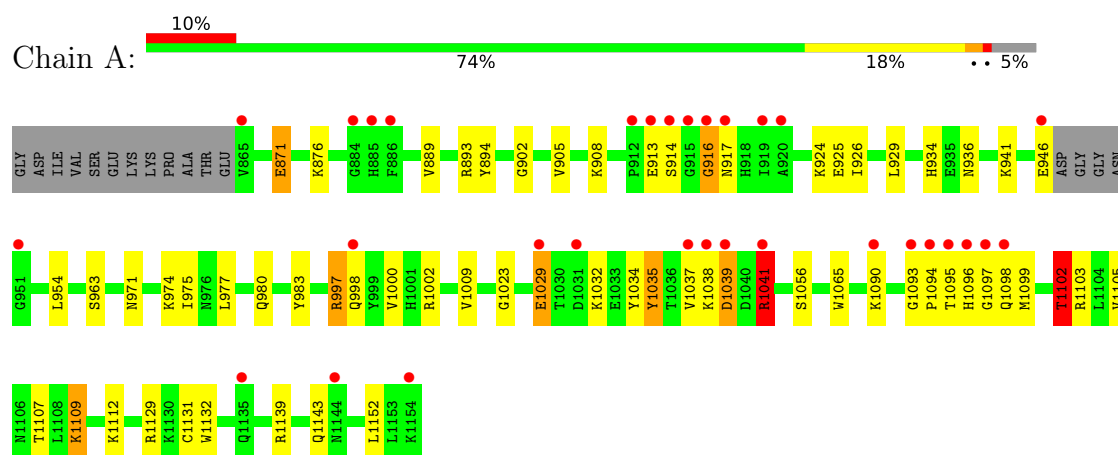 10%
Chain A:
74% 18% • • 5%
GLY ASP ILE VAL SER GLU LYS LYS PRO ALA THR GLU V865 E871 K876 G884 H885 F886 V889 R893 Y894 G902 V905 K908 P912 E913 S914 G915 G916 N917 H918 I919 A920 K924 E925 I926 L929 H934 E935 N936 K941 E946 ASP GLY GLY ASN
G951 L954 S963 N971 K974 I975 N976 L977 Q980 Y983 R997 Q998 Y999 V1000 H1001 R1002 V1009 G1023 E1029 T1030 D1031 K1032 E1033 Y1034 Y1035 T1036 V1037 K1038 D1039 D1040 R1041 S1056 W1065 K1090 G1093 P1094 T1095 H1096 G1097 Q1098 M1099 T1102 R1103 L1104
N1106 T1107 L1108 K1109 K1112 R1129 K1130 C1131 W1132 Q1135 R1139 Q1143 N1144 L1152 L1153 K1154